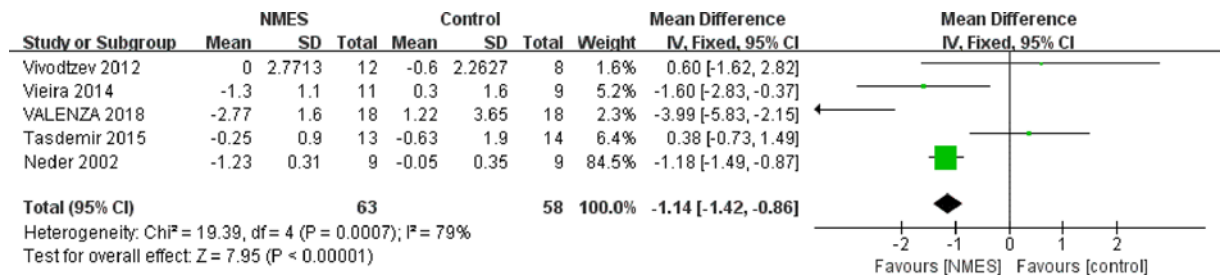 NMES Control Mean Difference Mean Difference
Study or Subgroup Mean SD Total Mean SD Total Weight IV, Fixed, 95% CI IV, Fixed, 95% CI
Vivodtzev 2012 0 2.7713 12 -0.6 2.2627 8 1.6% 0.60 [-1.62, 2.82]
Vieira 2014 -1.3 1.1 11 0.3 1.6 9 5.2% -1.60 [-2.83, -0.37]
VALENZA 2018 -2.77 1.6 18 1.22 3.65 18 2.3% -3.99 [-5.83, -2.15]
Tasdemir 2015 -0.25 0.9 13 -0.63 1.9 14 6.4% 0.38 [-0.73, 1.49]
Neder 2002 -1.23 0.31 9 -0.05 0.35 9 84.5% -1.18 [-1.49, -0.87]
Total (95% CI) 63 58 100.0% -1.14 [-1.42, -0.86]
Heterogeneity: Chi² = 19.39, df = 4 (P = 0.0007); I² = 79%
Test for overall effect: Z = 7.95 (P < 0.00001)
-2 -1 0 1 2
Favours [NMES] Favours [control]